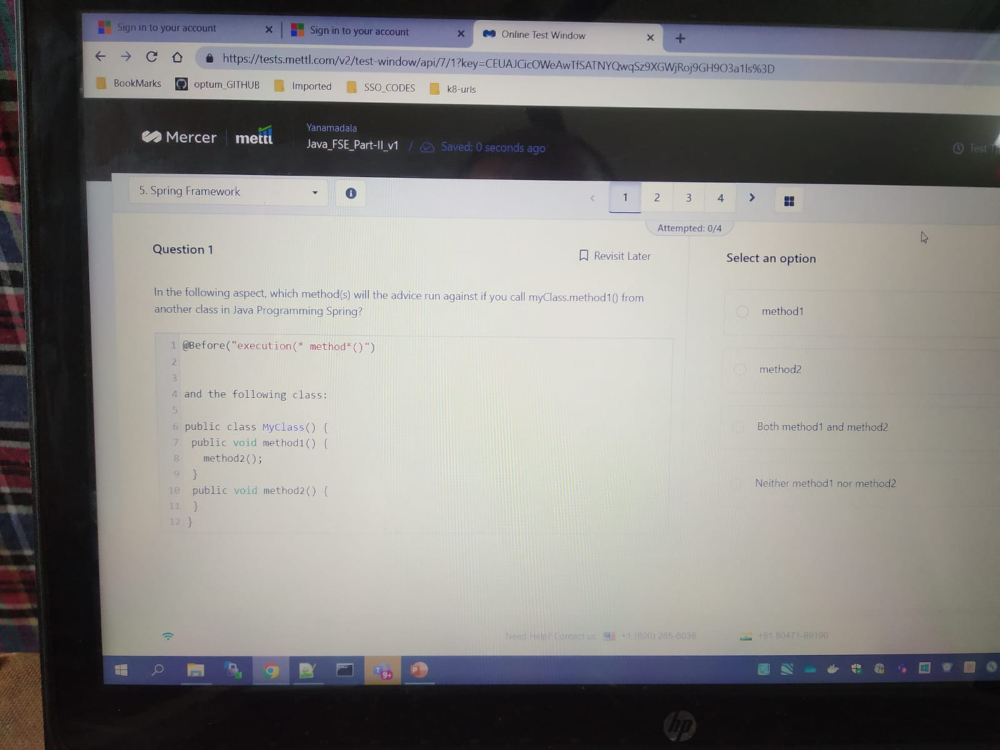 Sign in to your account
Sign in to your account
Online Test Window
https://tests.mettl.com/v2/test-window/api/7/1?key=CEUAJCicOWeAwTfSATNYQwqSz9XGWjRoj9GH9O3a1ls%3D
BookMarks optum_GITHUB Imported SSO_CODES k8-urls
Mercer mettl
Yanamadala
Java_FSE_Part-II_v1 / Saved: 0 seconds ago
Test
5. Spring Framework
1 2 3 4
Attempted: 0/4
Question 1
Revisit Later
In the following aspect, which method(s) will the advice run against if you call myClass.method1() from
another class in Java Programming Spring?
1 @Before("execution(* method*()")
2
3
4 and the following class:
5
6 public class MyClass() {
7 public void method1() {
8 method2();
9 }
10 public void method2() {
11 }
12 }
Select an option
method1
method2
Both method1 and method2
Neither method1 nor method2
Need Help? Contact us: +1 (800) 265-6038 +91 80471-89190
9+
hp